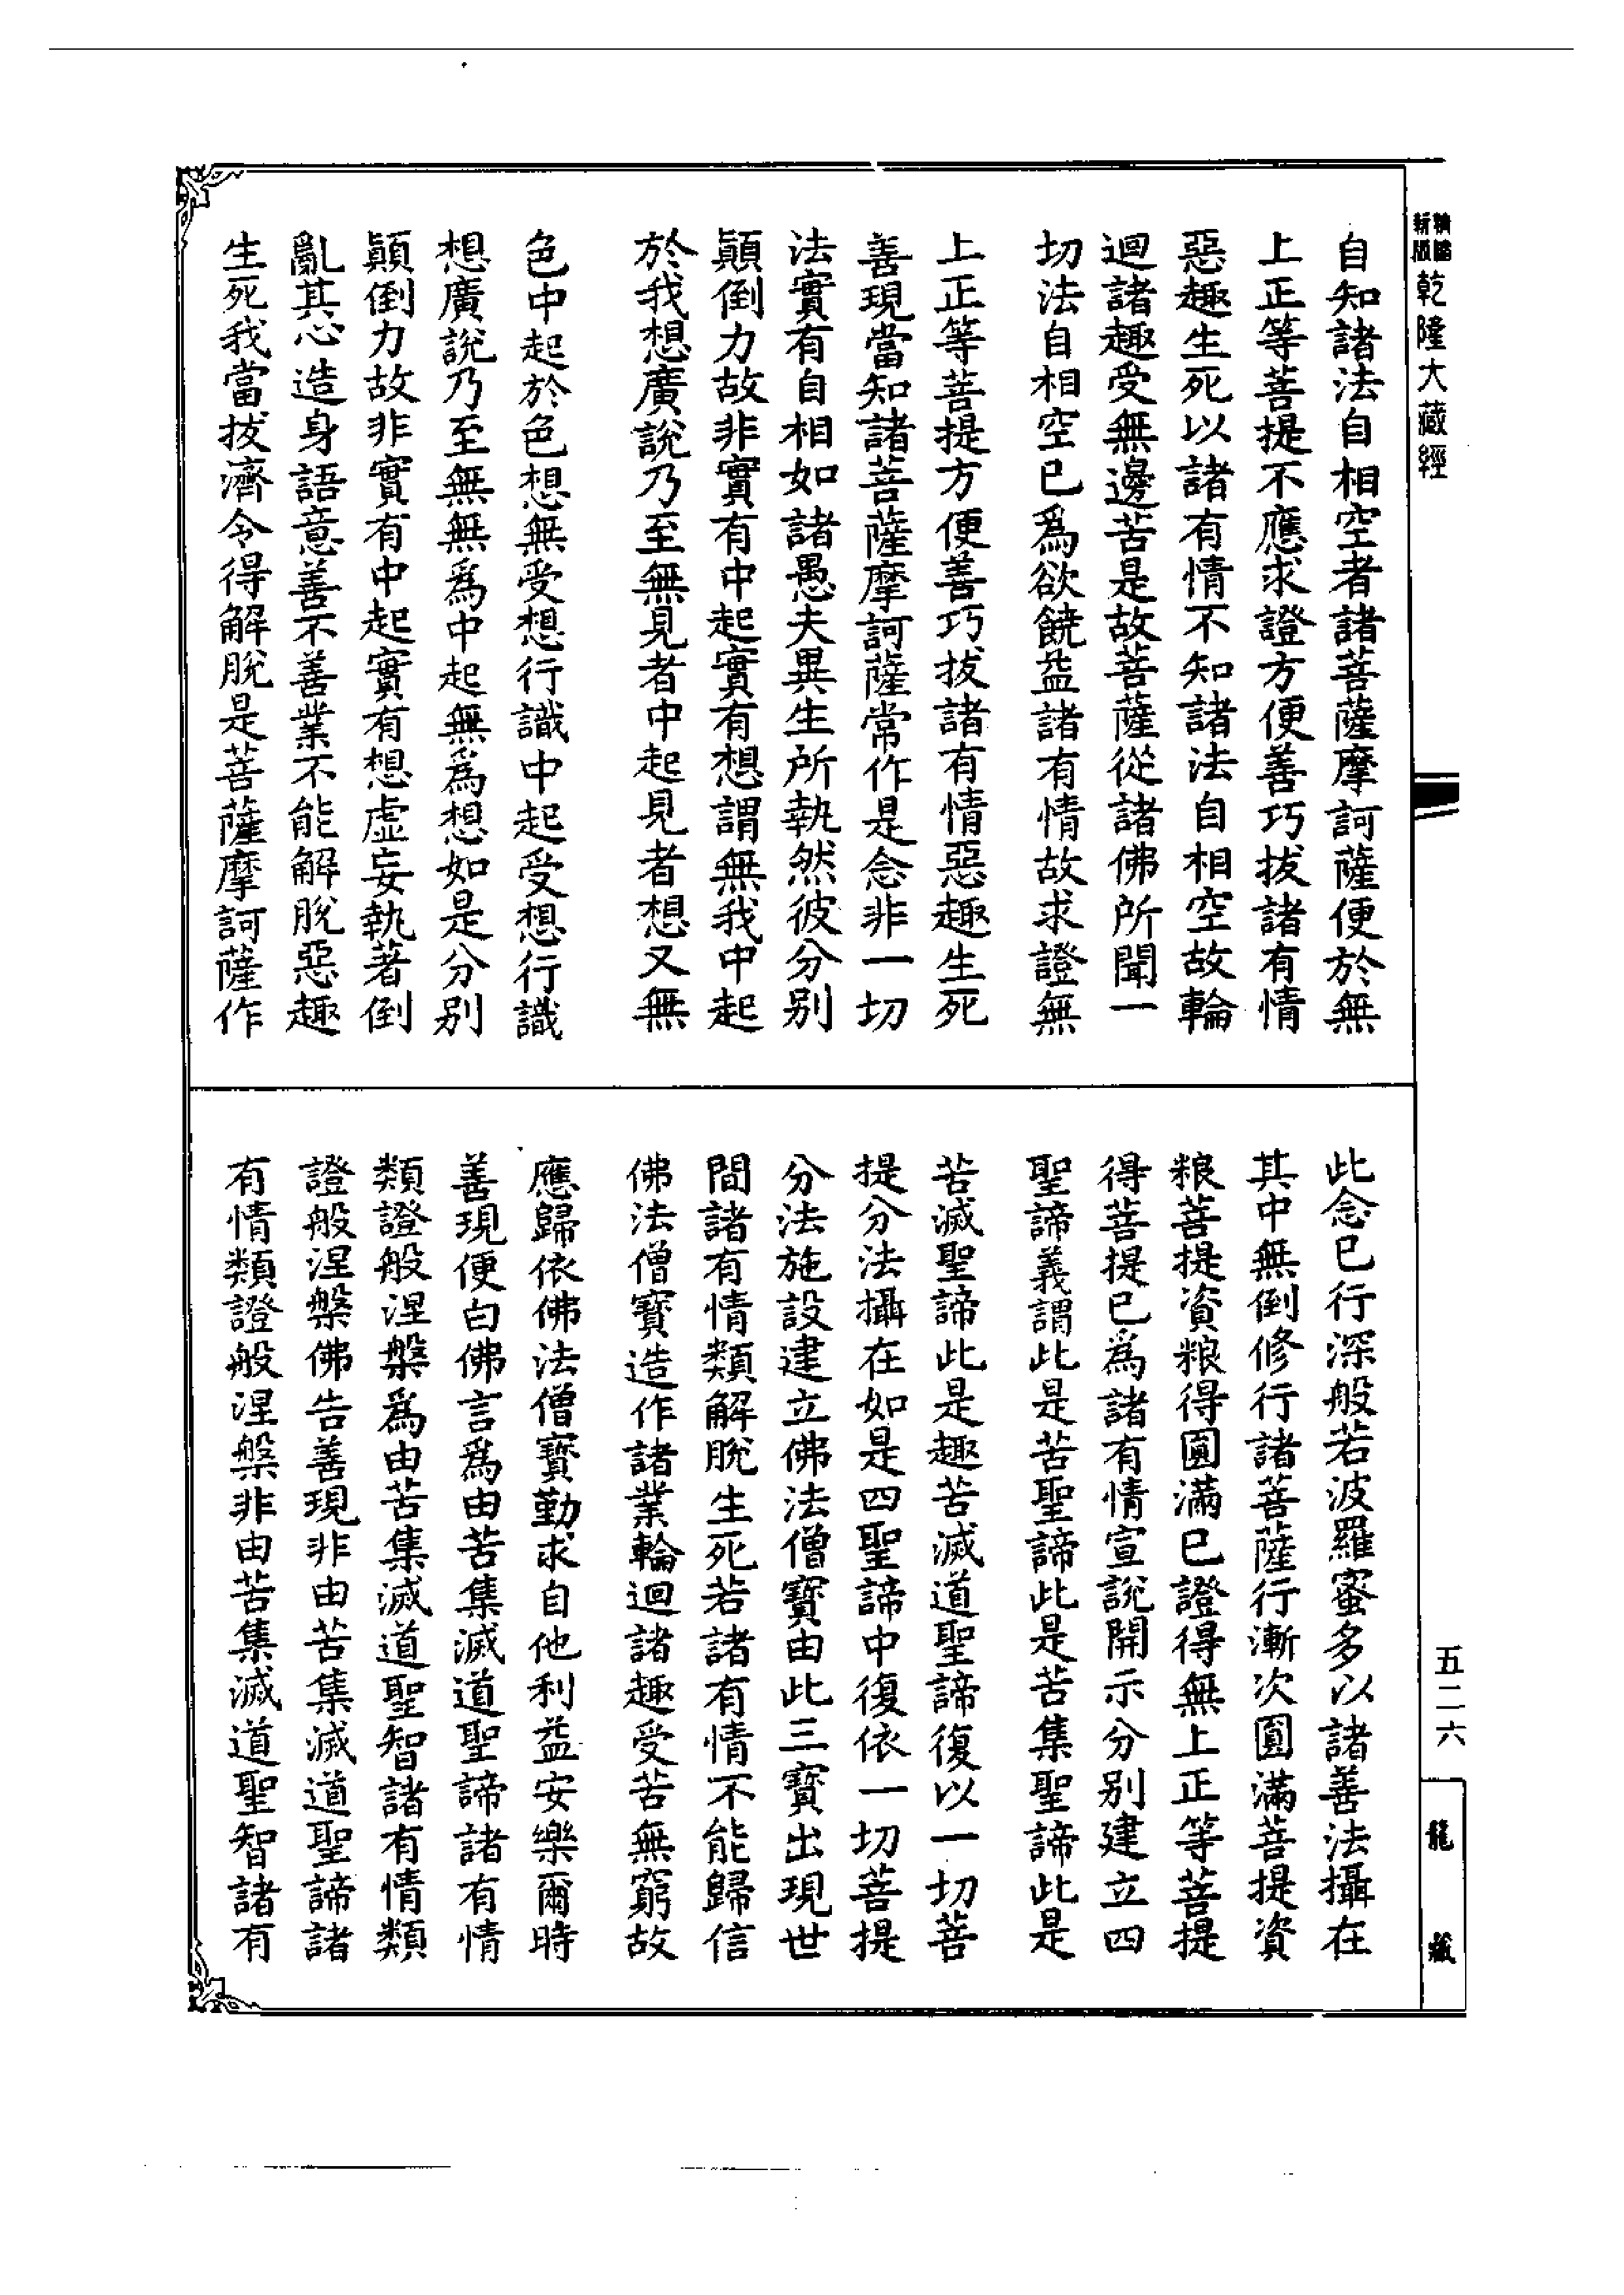 新版
乾隆大藏經
自知諸法自相空者諸菩薩摩訶薩便於無
上正等菩提不應求證方便善巧拔諸有情
惡趣生死以諸有情不知諸法自相空故輪
迴諸趣受無邊苦是故菩薩從諸佛所聞一
切法自相空已爲欲饒益諸有情故求證無
上正等菩提方便善巧拔諸有情惡趣生死
善現當知諸菩薩摩訶薩常作是念非一切
法實有自相如諸愚夫異生所執然彼分别
顛倒力故非實有中起實有想謂無我中起
於我想廣說乃至無見者中起見者想又無
色中起於色想無受想行識中起受想行識
想廣說乃至無無爲中起無為想如是分别
顛倒力故非實有中起實有想虛妄執著倒
亂其心造身語意善不善業不能解脫惡趣
生死我當拔濟令得解脫是菩薩摩訶薩作
此念已行深般若波羅蜜多以諸善法攝在
其中無倒修行諸菩薩行漸次圓滿菩提資
粮菩提資粮得圓滿已證得無上正等菩提
得菩提已爲諸有情宣說開示分别建立四
聖諦義謂此是苦聖諦此是苦集聖諦此是
苦滅聖諦此是趣苦滅道聖諦復以一切菩
提分法攝在如是四聖諦中復依一切菩提
分法施設建立佛法僧寶由此三寶出現世
間諸有情類解脫生死若諸有情不能歸信
佛法僧寶造作諸業輪迴諸趣受苦無窮故
應歸依佛法僧寶勤求自他利益安樂爾時
善現便白佛言爲由苦集滅道聖諦諸有情
類證般涅槃爲由苦集滅道聖智諸有情類
證般涅槃佛告善現非由苦集滅道聖諦諸
有情類證般涅槃非由苦集滅道聖智諸有
五二六
龍藏